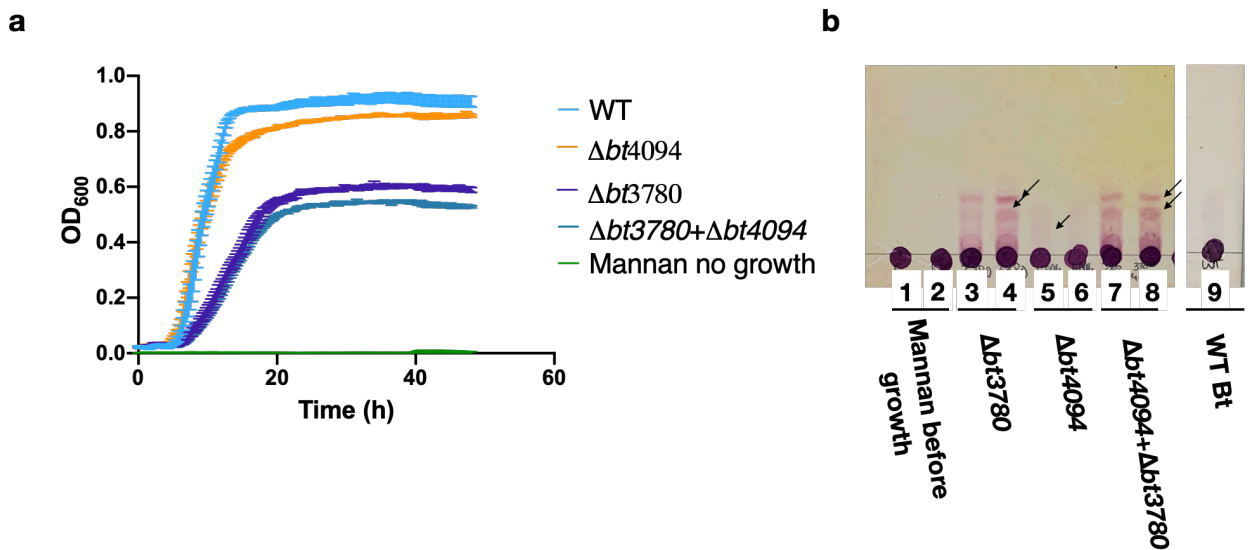 a
b
1.0
0.8
0.6
0.4
0.2
0.0
OD600
0
20
40
60
Time (h)
WT
Δbt4094
Δbt3780
Δbt3780+Δbt4094
Mannan no growth
1 2 3 4 5 6 7 8 9
Mannan before
growth
Δbt3780
Δbt4094
Δbt4094+Δbt3780
WT Bt